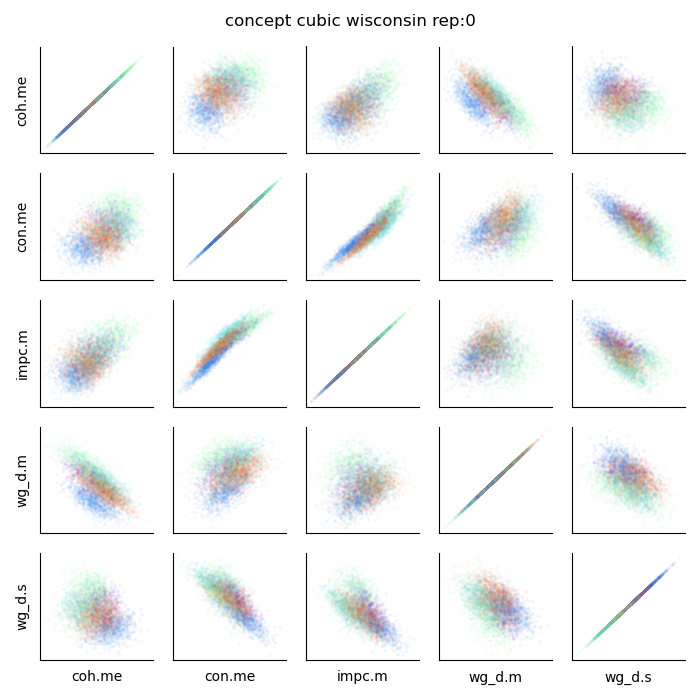 concept cubic wisconsin rep:0
coh.me
con.me
impc.m
wg_d.m
wg_d.s
coh.me
con.me
impc.m
wg_d.m
wg_d.s